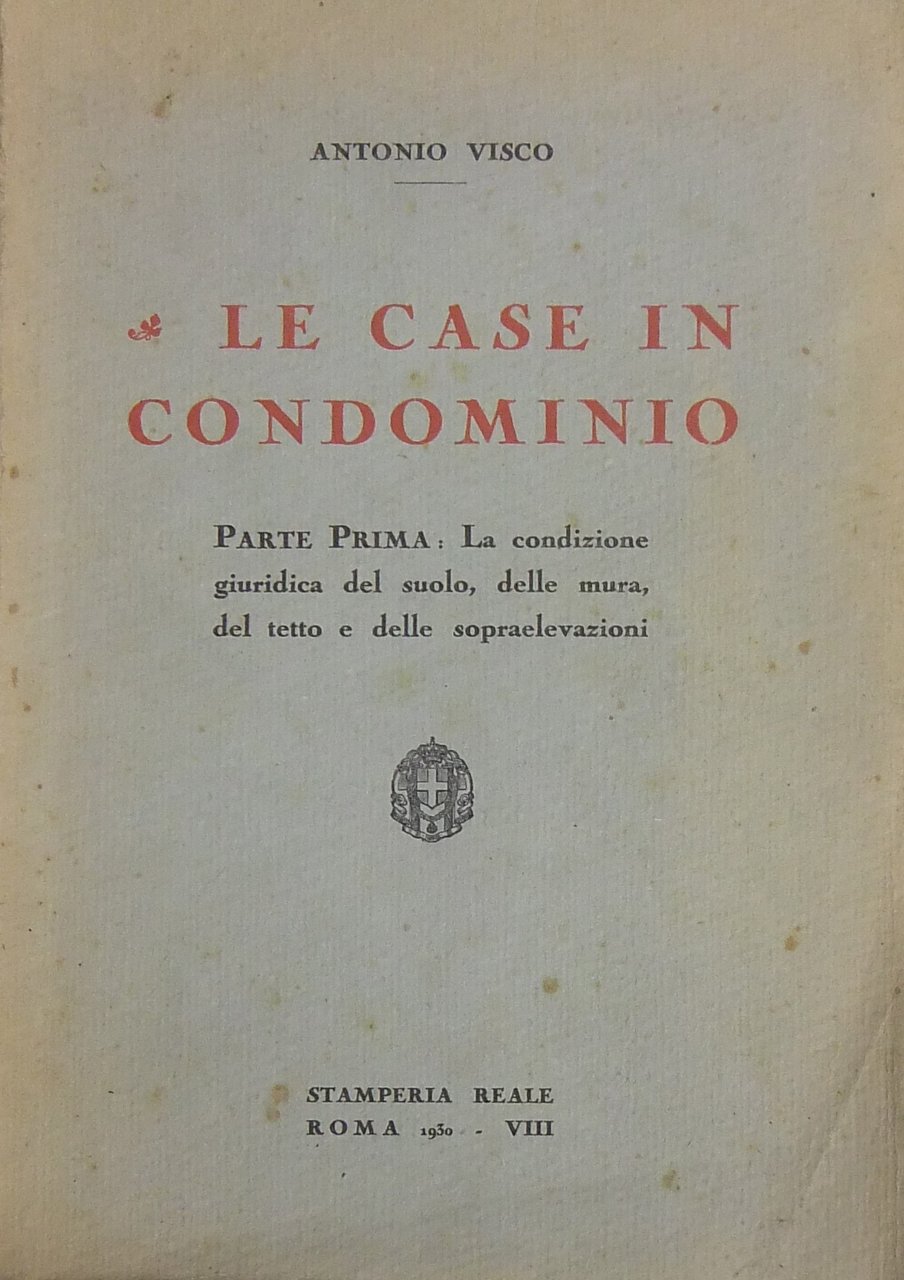 ANTONIO VISCO
LE CASE IN
CONDOMINIO
PARTE PRIMA: La condizione
giuridica del suolo, delle mura,
del tetto e delle sopraelevazioni
STAMPERIA REALE
ROMA 1930 - VIII